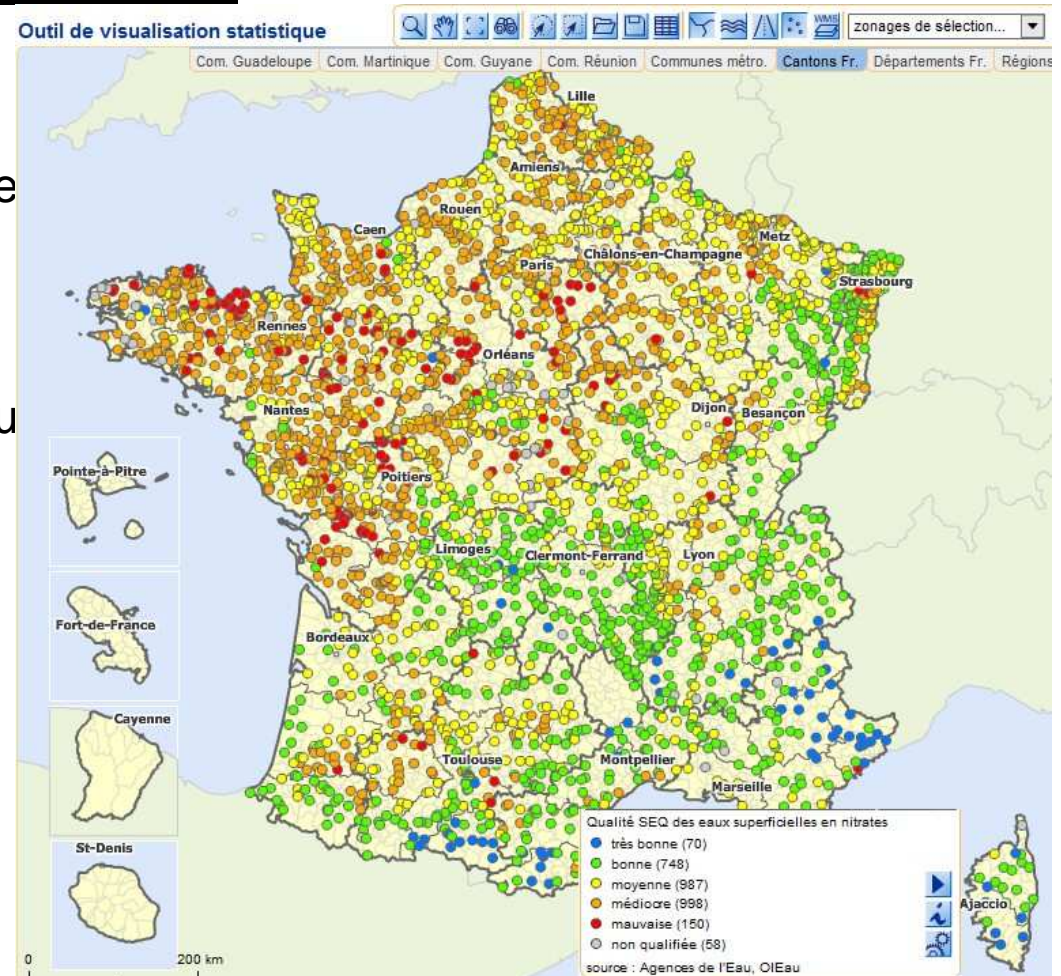 Outil de visualisation statistique
WMS
zonages de sélection...
Com. Guadeloupe Com. Martinique Com. Guyane Com. Réunion Communes métro. Cantons Fr. Départements Fr. Régions
e
u
Lille
Amiens
Rouen
Caen
Metz
Paris
Châlons-en-Champagne
Strasbourg
Rennes
Orléans
Nantes
Dijon
Besançon
Pointe-à-Pitre
Poitiers
Limoges
Clermont-Ferrand
Lyon
Fort-de-France
Bordeaux
Cayenne
Toulouse
Montpellier
Marseille
St-Denis
Ajaccio
Qualité SEQ des eaux superficielles en nitrates
très bonne (70)
bonne (748)
moyenne (987)
médiocre (998)
mauvaise (150)
non qualifiée (58)
source : Agences de l'Eau, OIEau
0 200 km